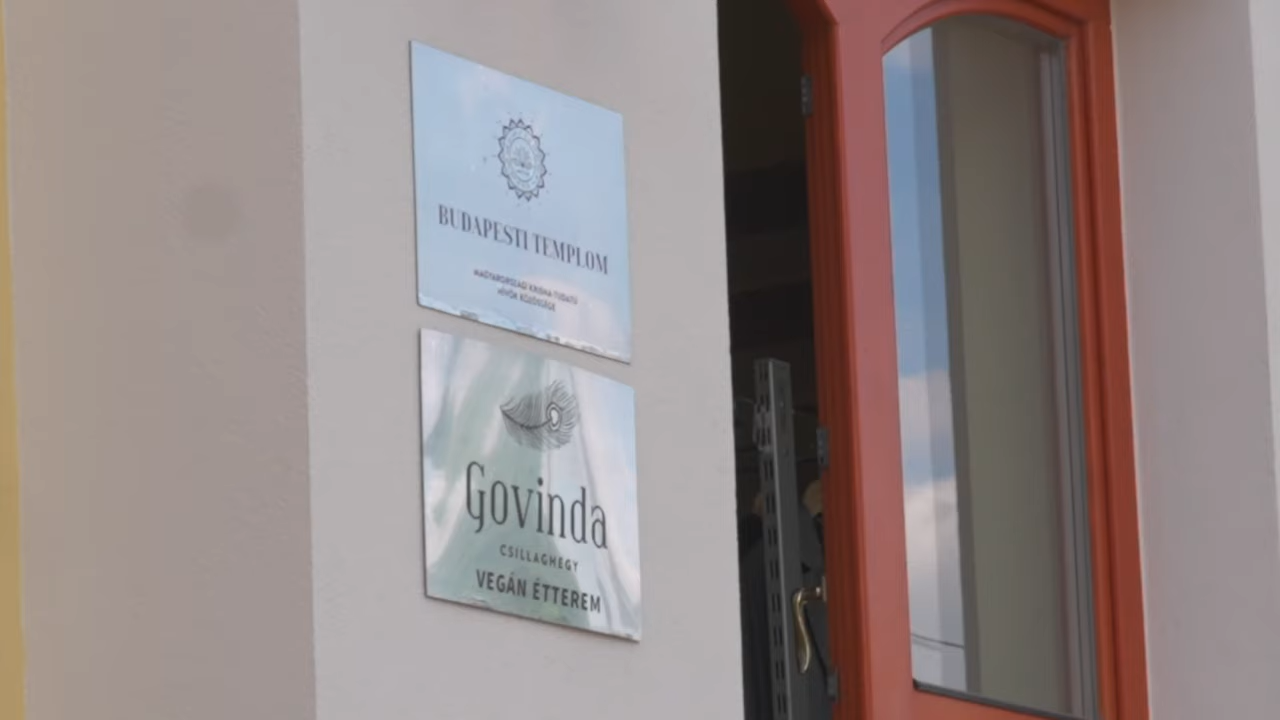 BUDAPESTI TEMPLOM
MAGYARORSZÁGI KRISNA-TUDATÚ
HÍVŐK KÖZÖSSÉGE
Govinda
CSILLAGHEGY
VEGÁN ÉTTEREM